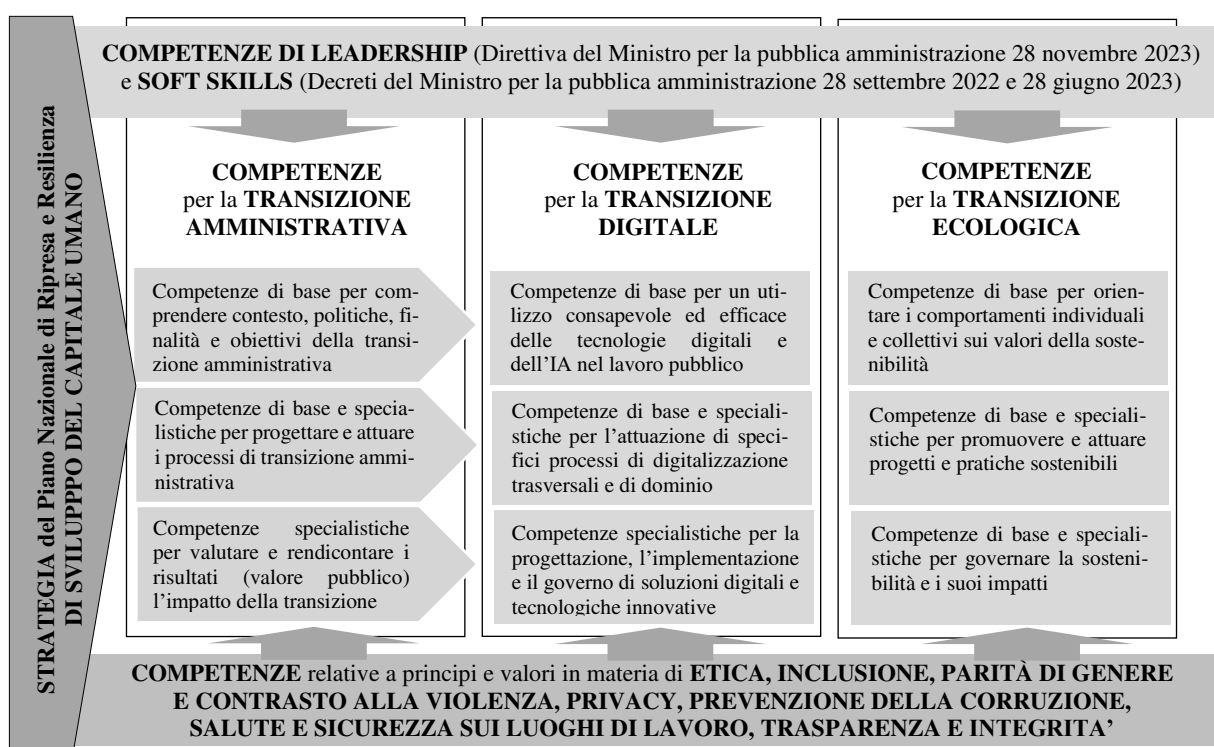 STRATEGIA del Piano Nazionale di Ripresa e Resilienza
DI SVILUPPO DEL CAPITALE UMANO
COMPETENZE DI LEADERSHIP (Direttiva del Ministro per la pubblica amministrazione 28 novembre 2023)
e SOFT SKILLS (Decreti del Ministro per la pubblica amministrazione 28 settembre 2022 e 28 giugno 2023)
COMPETENZE
per la TRANSIZIONE
AMMINISTRATIVA
Competenze di base per com-
prendere contesto, politiche, fi-
nalità e obiettivi della transi-
zione amministrativa
Competenze di base e specia-
listiche per progettare e attuare
i processi di transizione ammi-
nistrativa
Competenze specialistiche
per valutare e rendicontare i
risultati (valore pubblico)
l'impatto della transizione
COMPETENZE
per la TRANSIZIONE
DIGITALE
Competenze di base per un uti-
lizzo consapevole ed efficace
delle tecnologie digitali e
dell'IA nel lavoro pubblico
Competenze di base e speciali-
stiche per l'attuazione di speci-
fici processi di digitalizzazione
trasversali e di dominio
Competenze specialistiche per la
progettazione, l'implementazione
e il governo di soluzioni digitali e
tecnologiche innovative
COMPETENZE
per la TRANSIZIONE
ECOLOGICA
Competenze di base per orien-
tare i comportamenti individuali
e collettivi sui valori della soste-
nibilità
Competenze di base e speciali-
stiche per promuovere e attuare
progetti e pratiche sostenibili
Competenze di base e speciali-
stiche per governare la sosteni-
bilità e i suoi impatti
COMPETENZE relative a principi e valori in materia di ETICA, INCLUSIONE, PARITÀ DI GENERE
E CONTRASTO ALLA VIOLENZA, PRIVACY, PREVENZIONE DELLA CORRUZIONE,
SALUTE E SICUREZZA SUI LUOGHI DI LAVORO, TRASPARENZA E INTEGRITA'